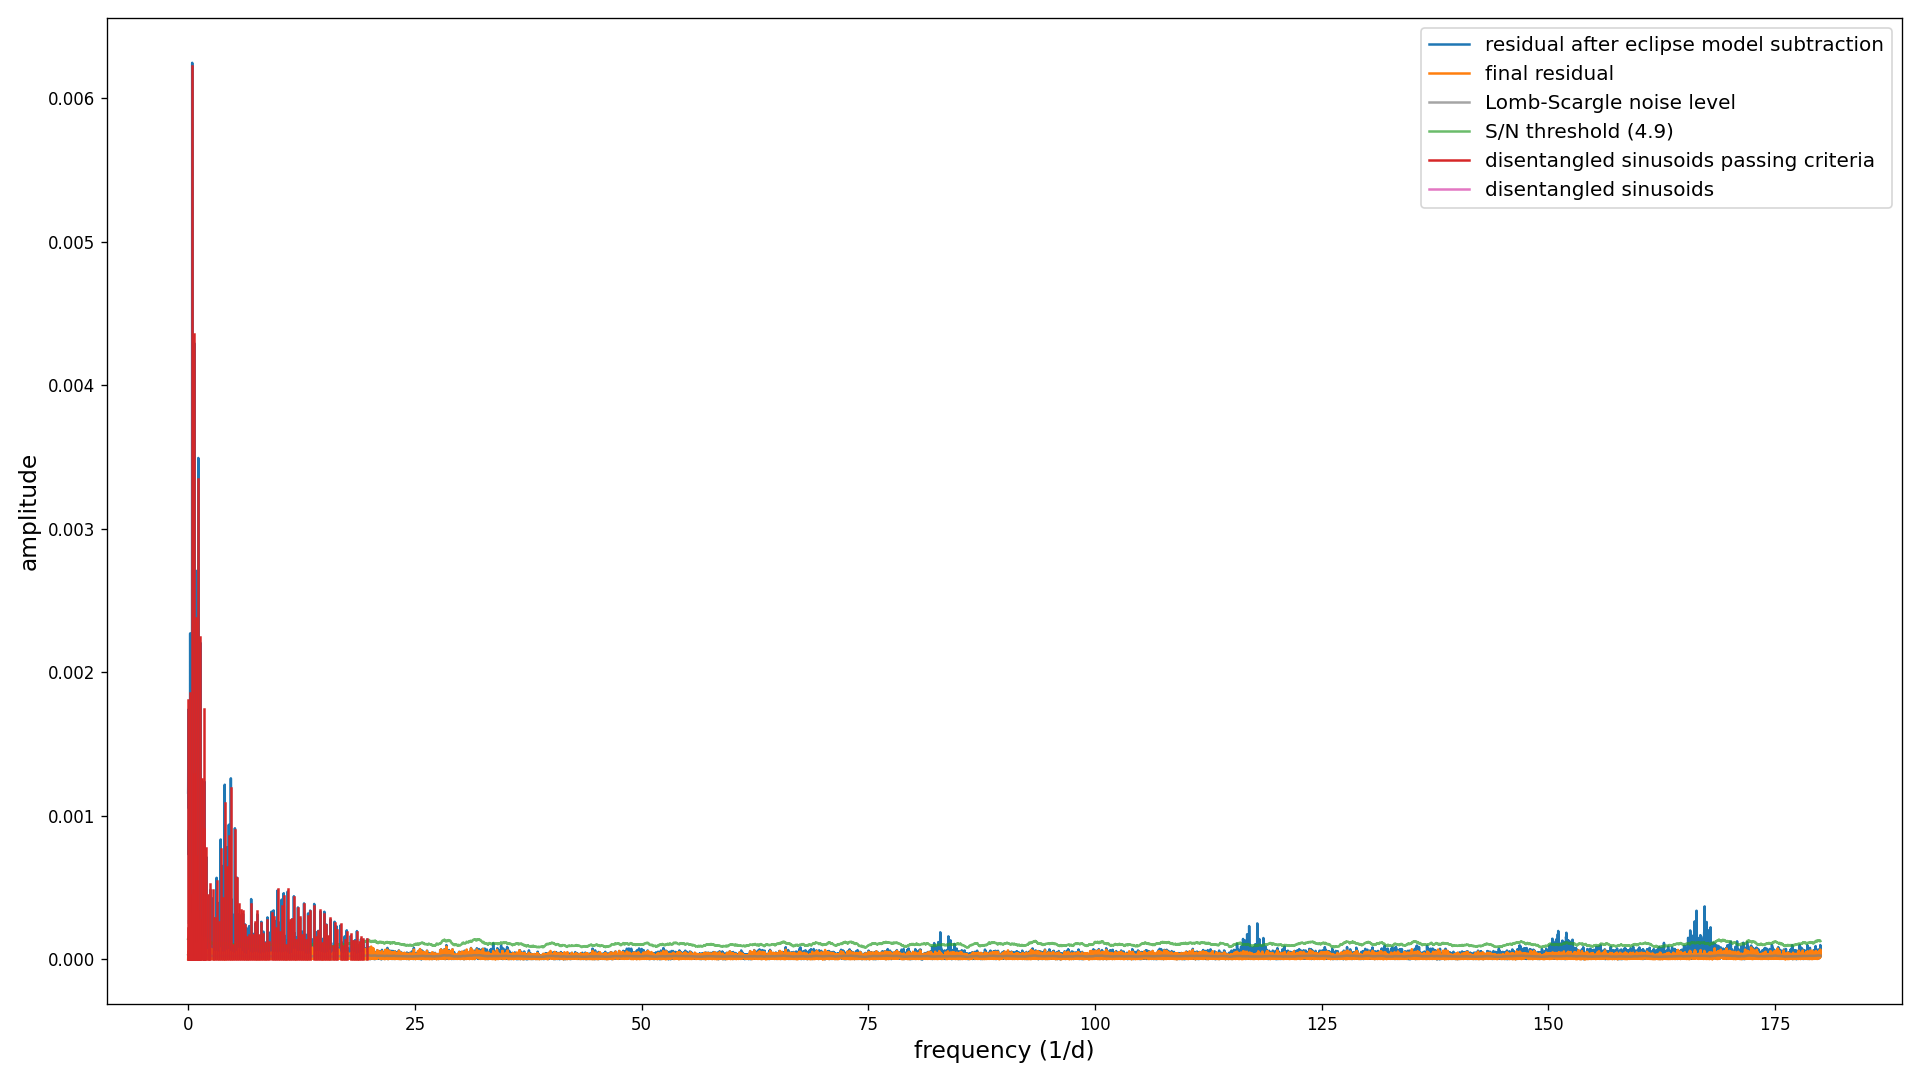 residual after eclipse model subtraction
final residual
Lomb-Scargle noise level
S/N threshold (4.9)
disentangled sinusoids passing criteria
disentangled sinusoids
0.006
0.005
0.004
0.003
0.002
0.001
0.000
amplitude
0 25 50 75 100 125 150 175
frequency (1/d)